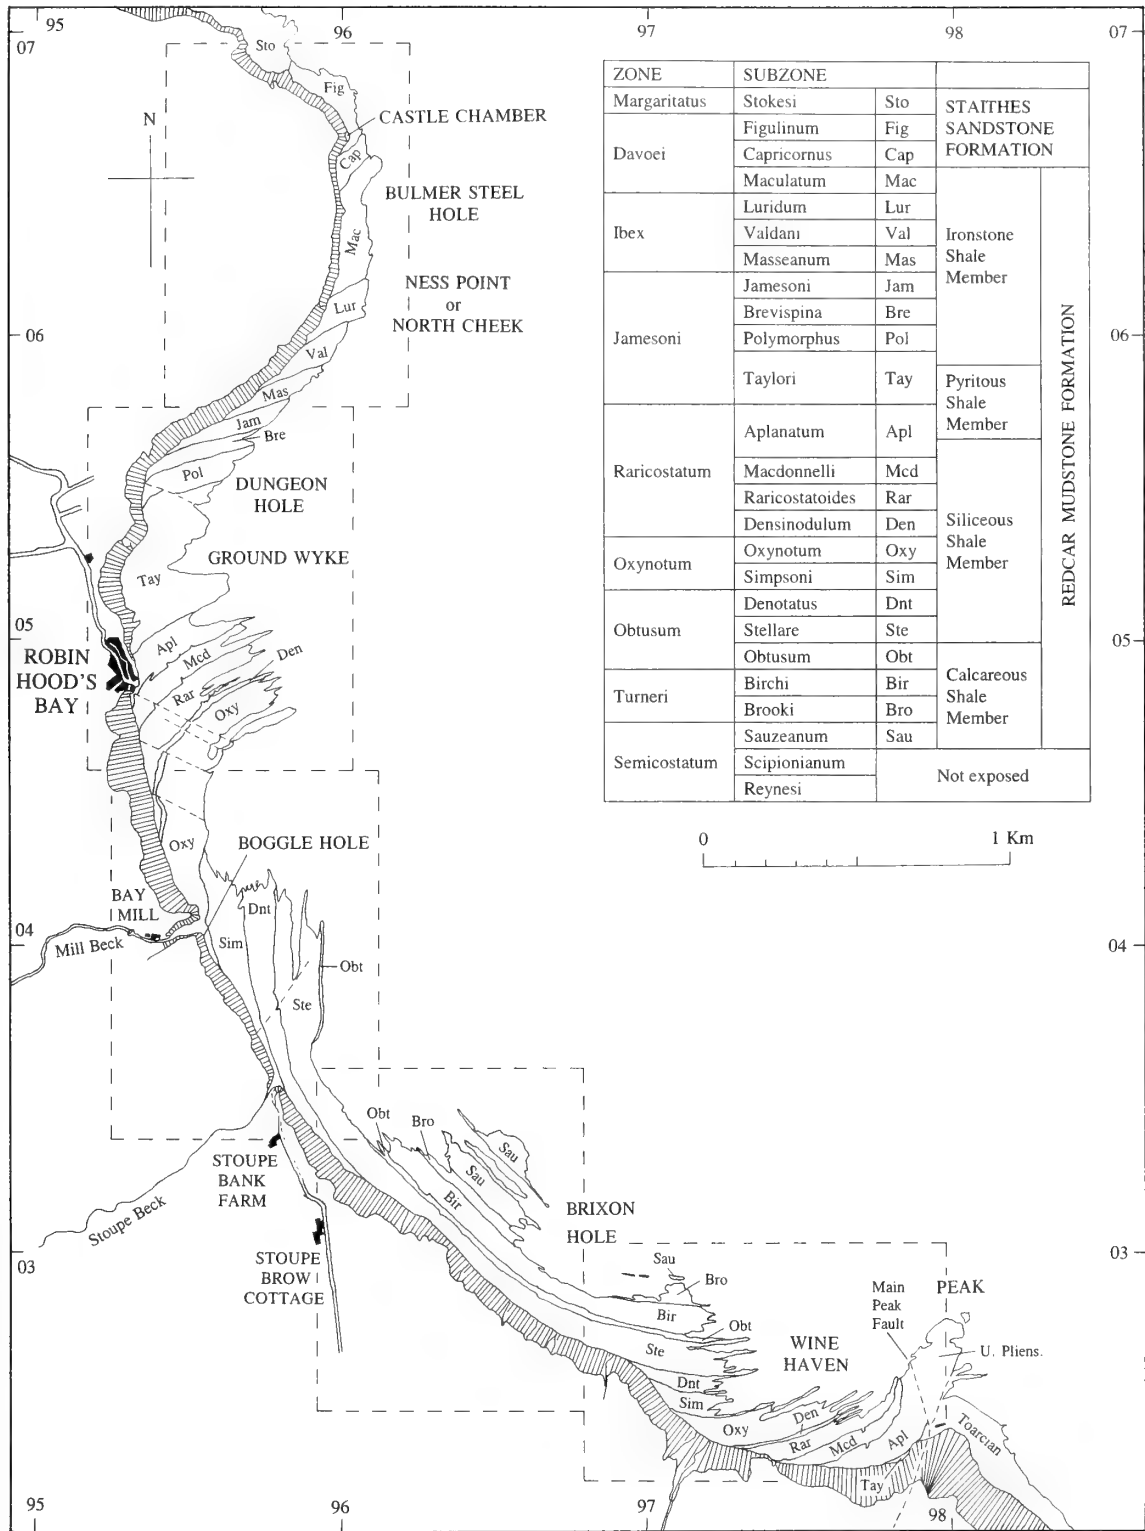 95
96
97
98
07
07
N
Sto
Fig
CASTLE CHAMBER
Cap
BULMER STEEL
HOLE
Mac
NESS POINT
or
NORTH CHEEK
Lur
06
06
Val
Mas
Jam
Bre
Pol
DUNGEON
HOLE
GROUND WYKE
Tay
05
05
ROBIN
HOOD'S
BAY
Apl
Mcd
Den
Rar
Oxy
ZONE SUBZONE
Margaritatus Stokesi Sto
STAITHES
SANDSTONE
FORMATION
Davoei
Figulinum Fig
Capricornus Cap
Maculatum Mac
Ibex
Luridum Lur
Valdani Val
Masseanum Mas
Ironstone
Shale
Member
Jamesoni
Jamesoni Jam
Brevispina Bre
Polymorphus Pol
Taylori Tay
Pyritous
Shale
Member
Raricostatum
Aplanatum Apl
Macdonnelli Mcd
Raricostatoides Rar
Densinodulum Den
Siliceous
Shale
Member
Oxynotum
Oxynotum Oxy
Simpsoni Sim
Obtusum
Denotatus Dnt
Stellare Ste
Obtusum Obt
Turneri
Birchi Bir
Brooki Bro
Calcareous
Shale
Member
Semicostatum
Sauzeanum Sau
Scipionianum
Reynesi
Not exposed
REDCAR MUDSTONE FORMATION
0 1 Km
Oxy
BOGGLE HOLE
BAY
MILL
Dnt
04
04
Mill Beck
Sim
Obt
Ste
Obt
Bro
Sau
Sau
Bir
STOUPE
BANK
FARM
Stoupe Beck
BRIXON
HOLE
03
03
STOUPE
BROW
COTTAGE
Sau
Bro
Main
Peak
Fault
PEAK
Bir
Obt
U. Pliens.
Ste
WINE
HAVEN
Dnt
Sim
Oxy
Den
Rar
Mcd
Apl
Toarcian
Tay
95
96
97
98